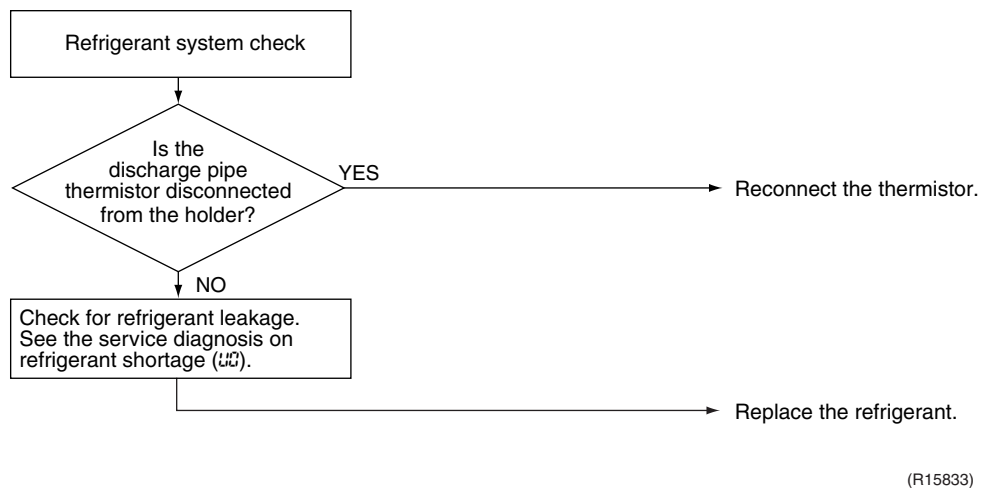 Refrigerant system check
Is the
discharge pipe
thermistor disconnected
from the holder?
YES
Reconnect the thermistor.
NO
Check for refrigerant leakage.
See the service diagnosis on
refrigerant shortage (U0).
Replace the refrigerant.
(R15833)